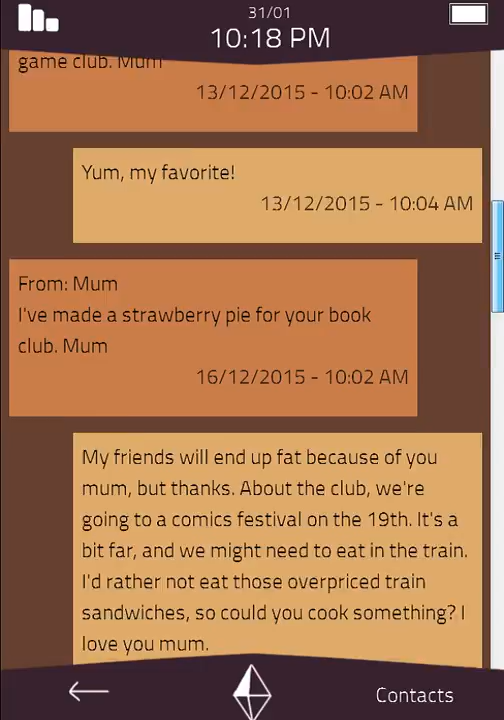 31/01
10:18 PM
game club. Mum
13/12/2015 - 10:02 AM
Yum, my favorite!
13/12/2015 - 10:04 AM
From: Mum
I've made a strawberry pie for your book
club. Mum
16/12/2015 - 10:02 AM
My friends will end up fat because of you
mum, but thanks. About the club, we're
going to a comics festival on the 19th. It's a
bit far, and we might need to eat in the train.
I'd rather not eat those overpriced train
sandwiches, so could you cook something? I
love you mum.
Contacts